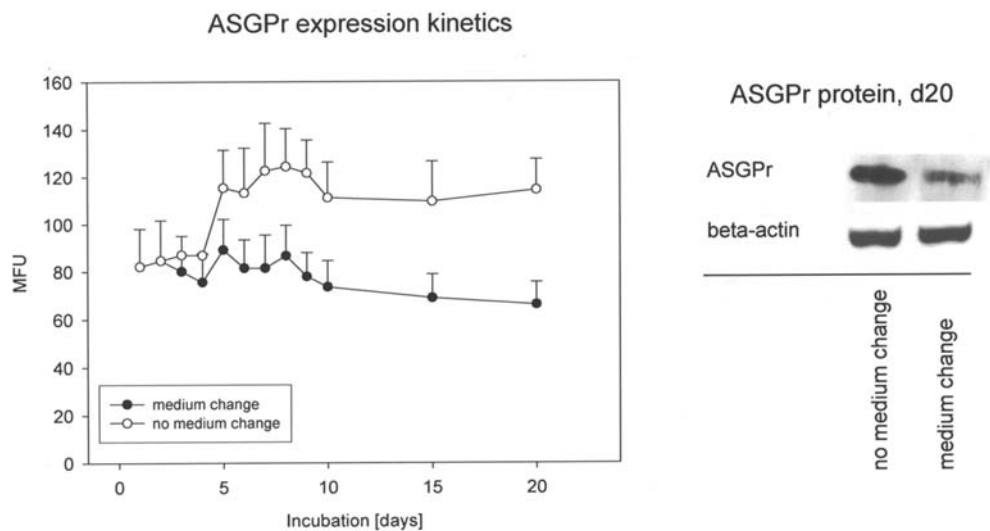 ASGPr expression kinetics
160
140
120
100
80
60
40
20
0
MFU
medium change
no medium change
0 5 10 15 20
Incubation [days]
ASGPr protein, d20
ASGPr
beta-actin
no medium change
medium change